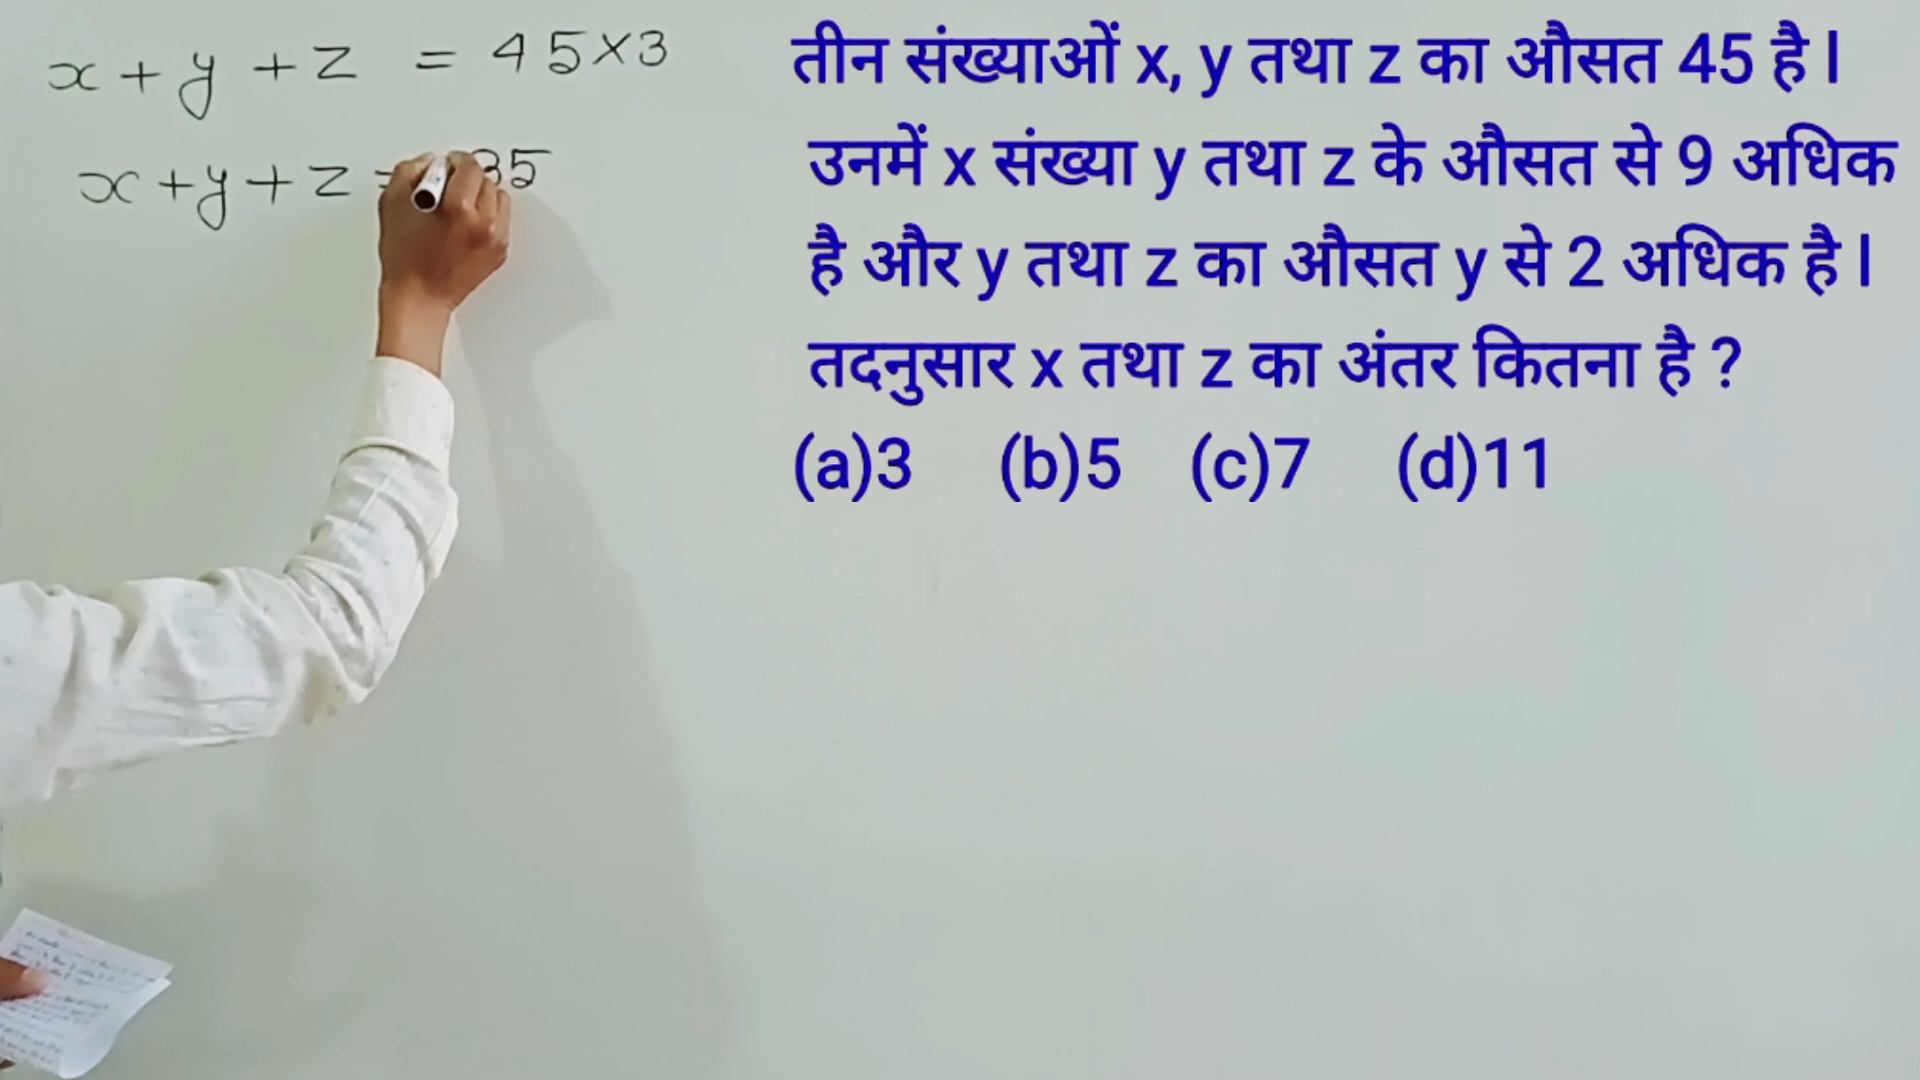 x + y + z = 45×3
x + y + z = 35
तीन संख्याओं x, y तथा z का औसत 45 है l
उनमें x संख्या y तथा z के औसत से 9 अधिक
है और y तथा z का औसत y से 2 अधिक है l
तदनुसार x तथा z का अंतर कितना है ?
(a)3 (b)5 (c)7 (d)11